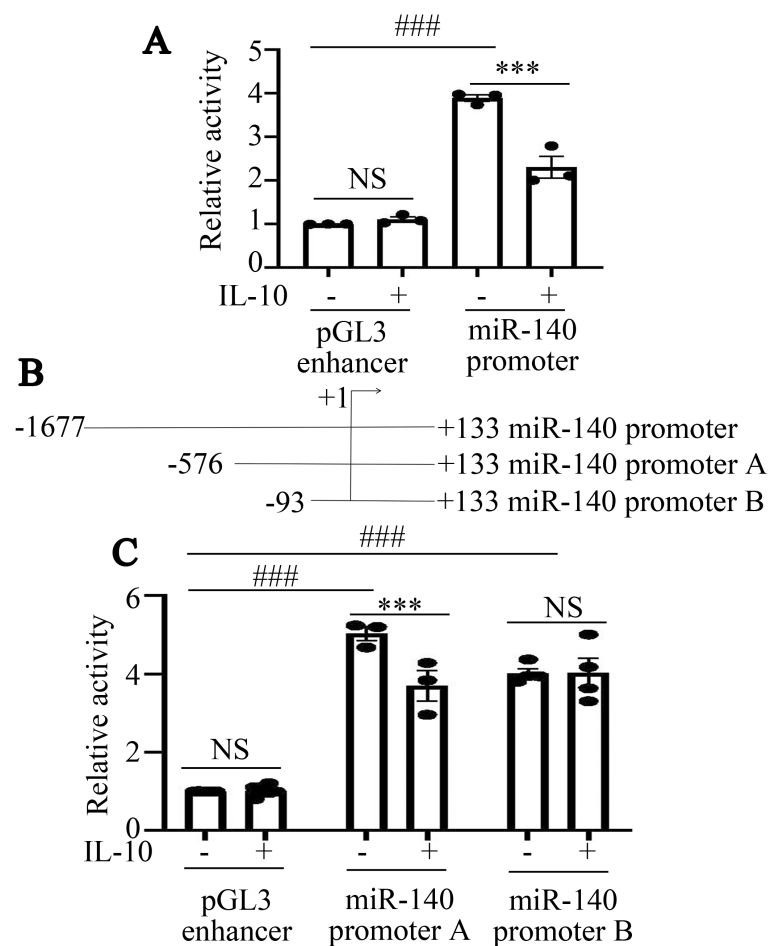 A
###
***
NS
Relative activity
5
4
3
2
1
0
IL-10 - + - +
pGL3 enhancer
miR-140 promoter
B
+1
-1677 +133 miR-140 promoter
-576 +133 miR-140 promoter A
-93 +133 miR-140 promoter B
C
###
###
***
NS
NS
Relative activity
6
4
2
0
IL-10 - + - + - +
pGL3 enhancer
miR-140 promoter A
miR-140 promoter B